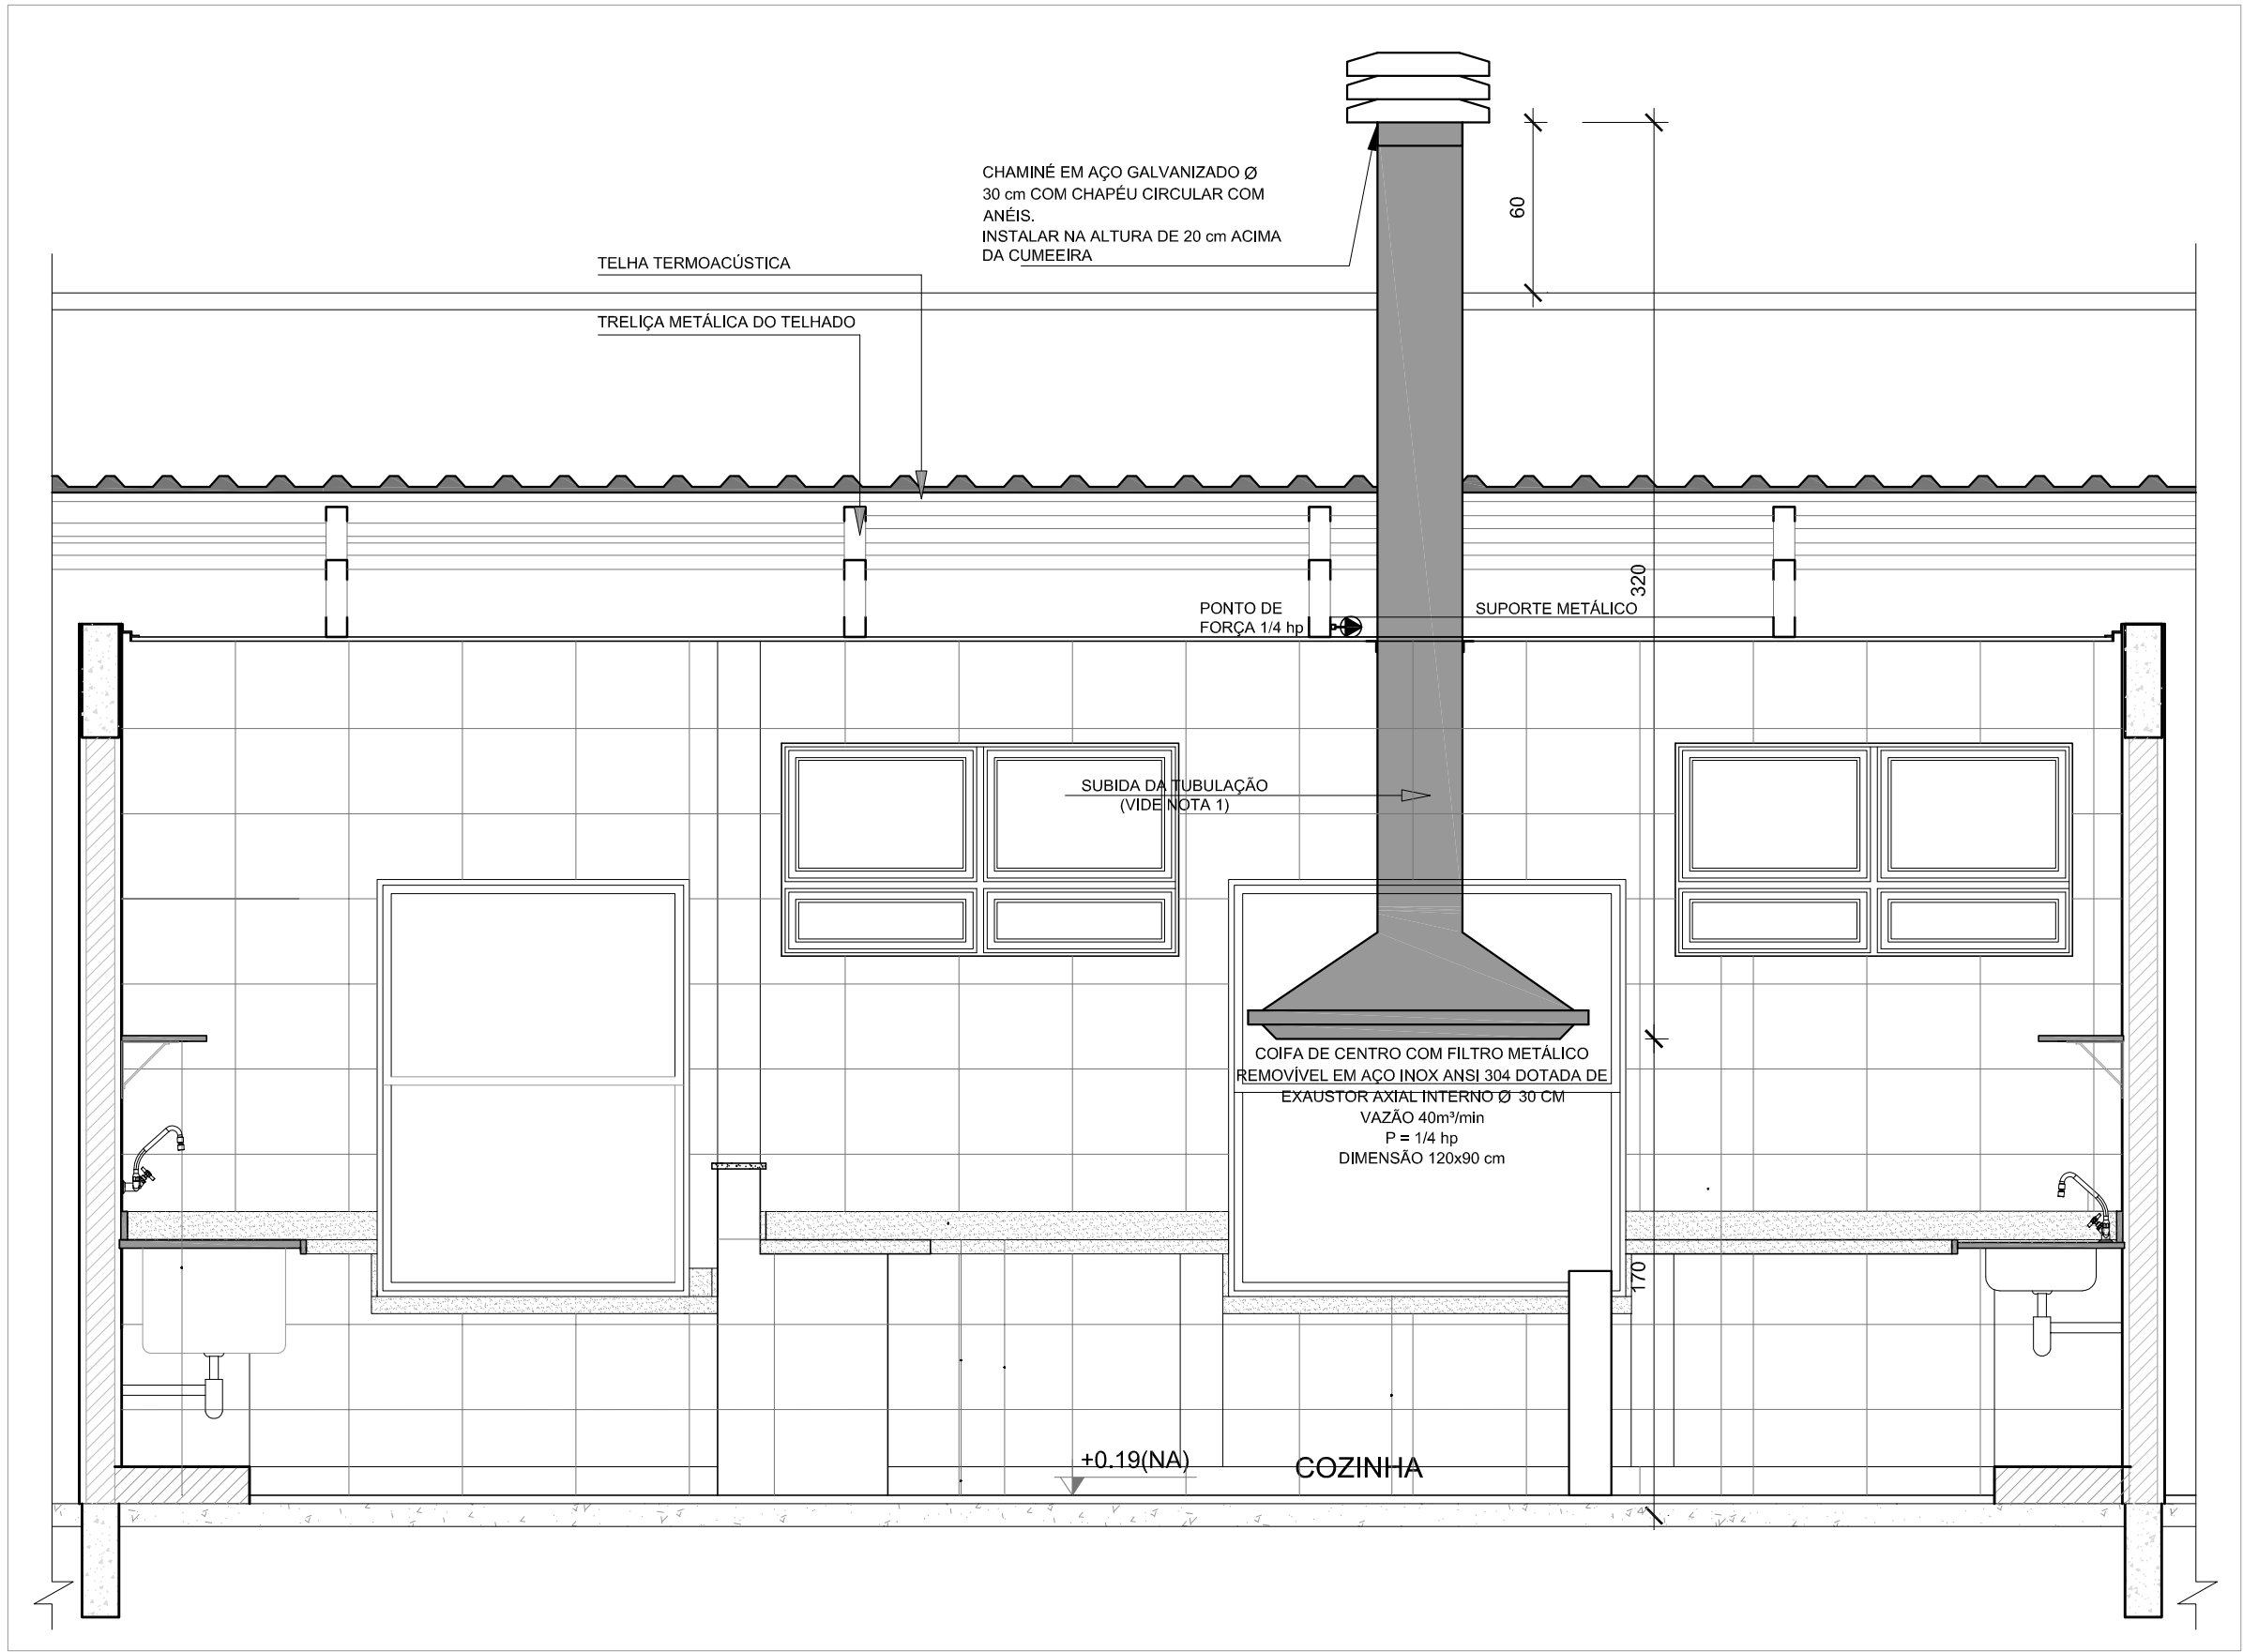 CHAMINÉ EM AÇO GALVANIZADO Ø
30 cm COM CHAPÉU CIRCULAR COM
ANÉIS.
INSTALAR NA ALTURA DE 20 cm ACIMA
DA CUMEEIRA
60
TELHA TERMOACÚSTICA
TRELIÇA METÁLICA DO TELHADO
320
PONTO DE
FORÇA 1/4 hp
SUPORTE METÁLICO
SUBIDA DA TUBULAÇÃO
(VIDE NOTA 1)
COIFA DE CENTRO COM FILTRO METÁLICO
REMOVÍVEL EM AÇO INOX ANSI 304 DOTADA DE
EXAUSTOR AXIAL INTERNO Ø 30 CM
VAZÃO 40m³/min
P = 1/4 hp
DIMENSÃO 120x90 cm
170
+0.19(NA)
COZINHA